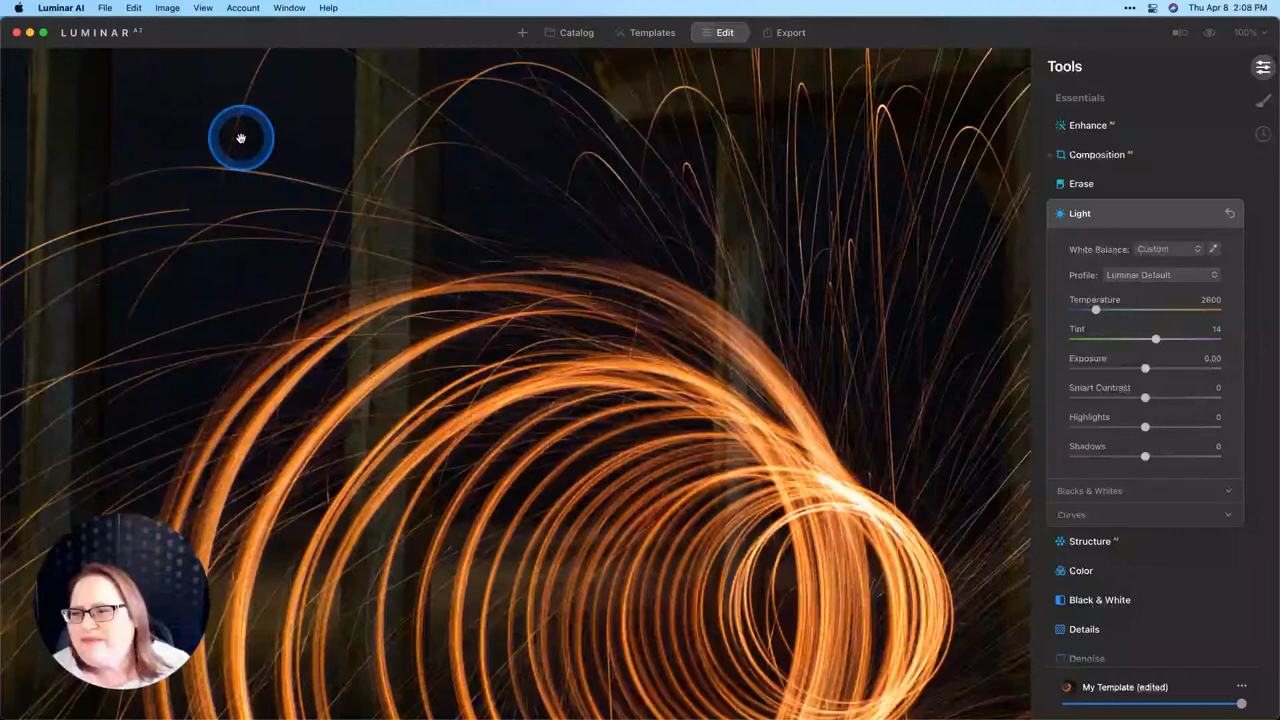 Luminar AI File Edit Image View Account Window Help ••• Thu Apr 8 2:08 PM
LUMINAR AI Catalog Templates Edit Export 100%
Tools
Essentials
Enhance AI
Composition AI
Erase
Light
White Balance: Custom
Profile: Luminar Default
Temperature 2600
Tint 14
Exposure 0.00
Smart Contrast 0
Highlights 0
Shadows 0
Blacks & Whites
Curves
Structure AI
Color
Black & White
Details
Denoise
My Template (edited)